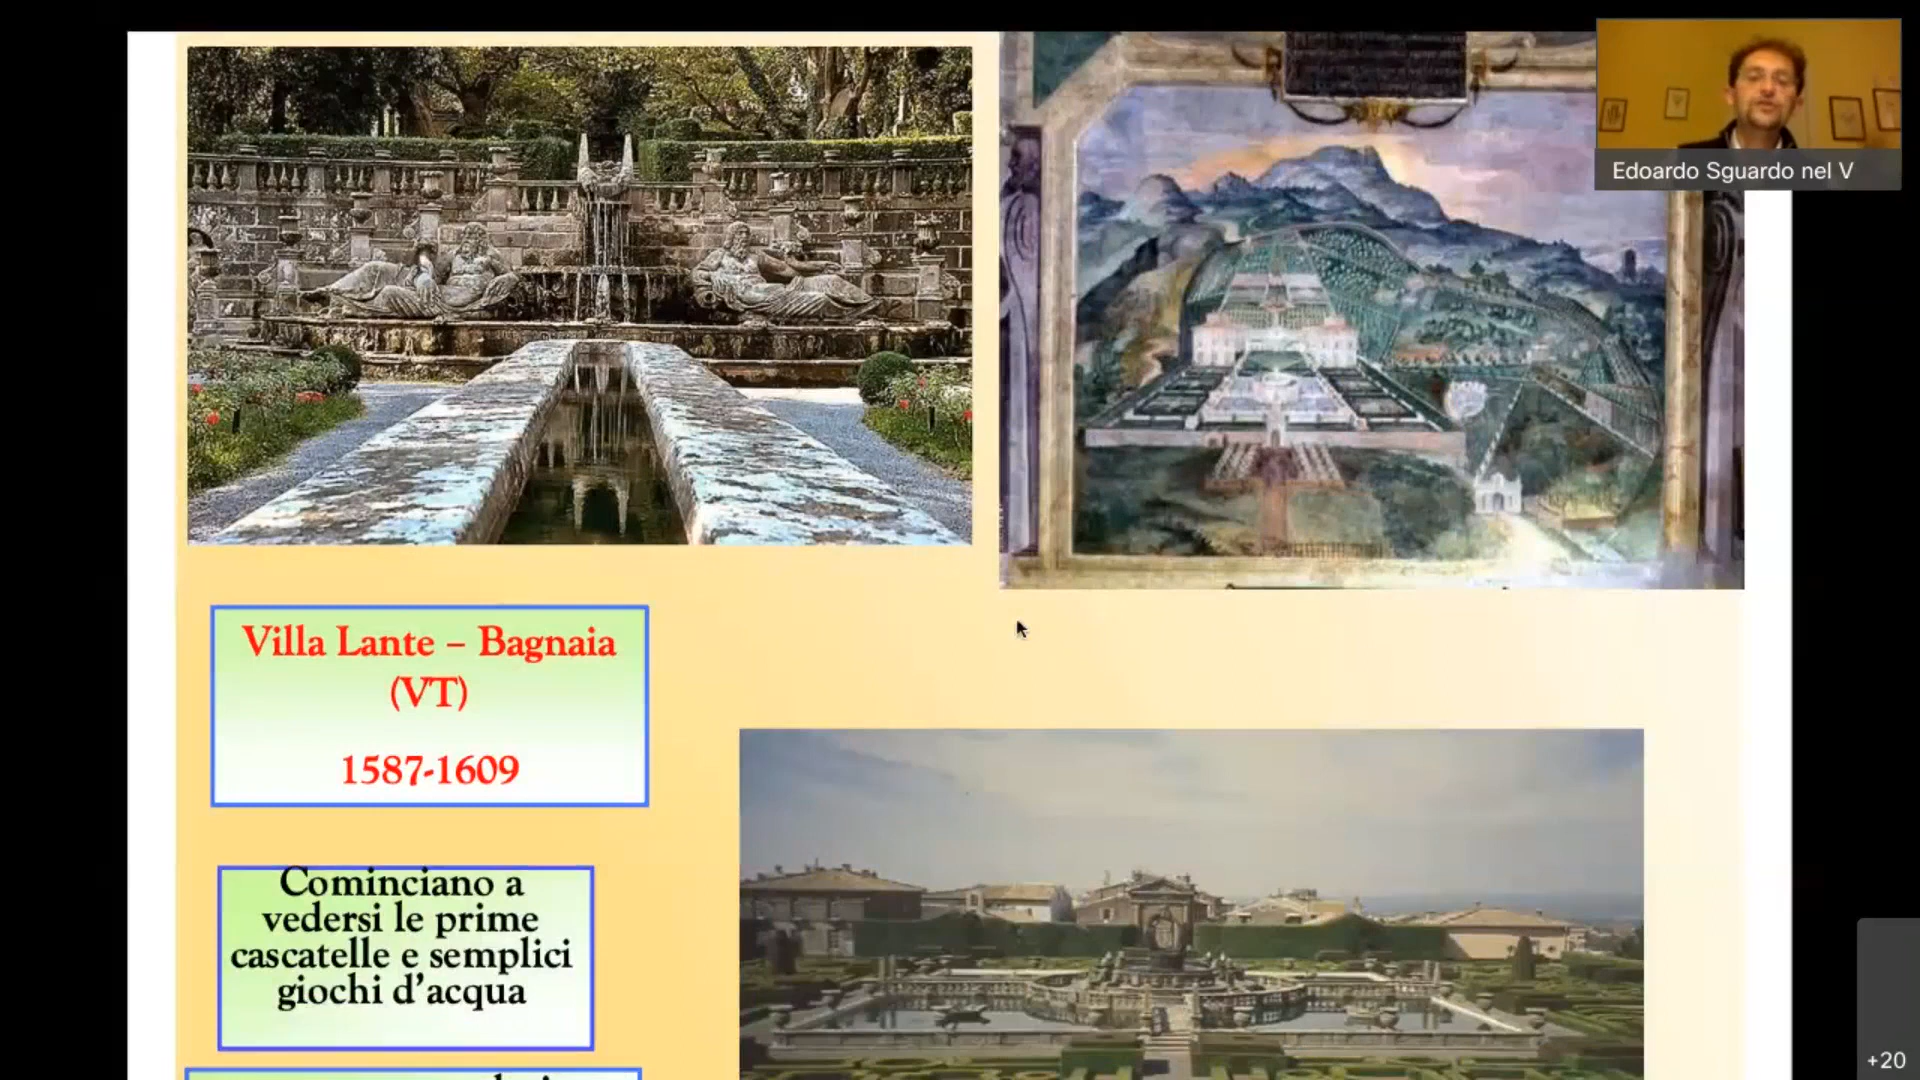 Edoardo Sguardo nel V
Villa Lante – Bagnaia
(VT)
1587-1609
Cominciano a
vedersi le prime
cascatelle e semplici
giochi d'acqua
+20